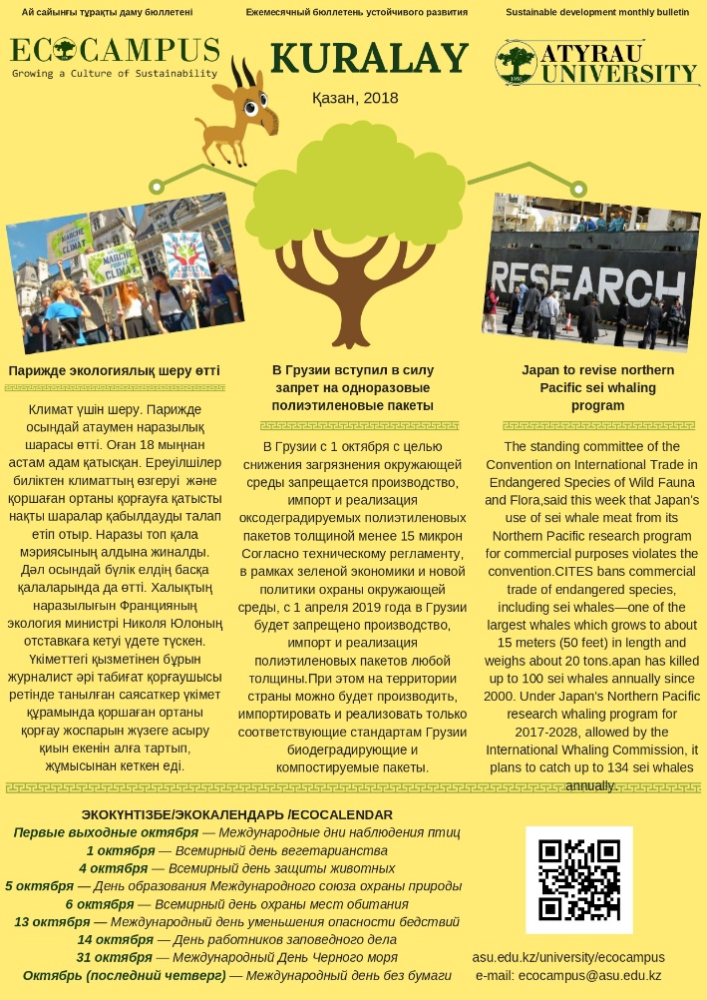 Ай сайынғы тұрақты даму бюллетені
Ежемесячный бюллетень устойчивого развития
Sustainable development monthly bulletin
ECOCAMPUS
Growing a Culture of Sustainability
KURALAY
Қазан, 2018
1950
ATYRAU
UNIVERSITY
MARCHE
CLIMAT
MARCHE
CLIMAT
RESEARCH
Парижде экологиялық шеру өтті
Климат үшін шеру. Парижде
осындай атаумен наразылық
шарасы өтті. Оған 18 мыңнан
астам адам қатысқан. Ереуілшілер
биліктен климаттың өзгеруі және
қоршаған ортаны қорғауға қатысты
нақты шаралар қабылдауды талап
етіп отыр. Наразы топ қала
мэриясының алдына жиналды.
Дәл осындай бүлік елдің басқа
қалаларында да өтті. Халықтың
наразылығын Францияның
экология министрі Николя Юлоның
отставкаға кетуі үдете түскен.
Үкіметтегі қызметінен бұрын
журналист әрі табиғат қорғаушысы
ретінде танылған саясаткер үкімет
құрамында қоршаған ортаны
қорғау жоспарын жүзеге асыру
қиын екенін алға тартып,
жұмысынан кеткен еді.
В Грузии вступил в силу
запрет на одноразовые
полиэтиленовые пакеты
В Грузии с 1 октября с целью
снижения загрязнения окружающей
среды запрещается производство,
импорт и реализация
оксодеградируемых полиэтиленовых
пакетов толщиной менее 15 микрон
Согласно техническому регламенту,
в рамках зеленой экономики и новой
политики охраны окружающей
среды, с 1 апреля 2019 года в Грузии
будет запрещено производство,
импорт и реализация
полиэтиленовых пакетов любой
толщины.При этом на территории
страны можно будет производить,
импортировать и реализовать только
соответствующие стандартам Грузии
биодеградирующие и
компостируемые пакеты.
Japan to revise northern
Pacific sei whaling
program
The standing committee of the
Convention on International Trade in
Endangered Species of Wild Fauna
and Flora,said this week that Japan's
use of sei whale meat from its
Northern Pacific research program
for commercial purposes violates the
convention.CITES bans commercial
trade of endangered species,
including sei whales—one of the
largest whales which grows to about
15 meters (50 feet) in length and
weighs about 20 tons.apan has killed
up to 100 sei whales annually since
2000. Under Japan's Northern Pacific
research whaling program for
2017-2028, allowed by the
International Whaling Commission, it
plans to catch up to 134 sei whales
annually.
ЭКОКҮНТІЗБЕ/ЭКОКАЛЕНДАРЬ /ECOCALENDAR
Первые выходные октября — Международные дни наблюдения птиц
1 октября — Всемирный день вегетарианства
4 октября — Всемирный день защиты животных
5 октября — День образования Международного союза охраны природы
6 октября — Всемирный день охраны мест обитания
13 октября — Международный день уменьшения опасности бедствий
14 октября — День работников заповедного дела
31 октября — Международный День Черного моря
Октябрь (последний четверг) — Международный день без бумаги
asu.edu.kz/university/ecocampus
e-mail: ecocampus@asu.edu.kz